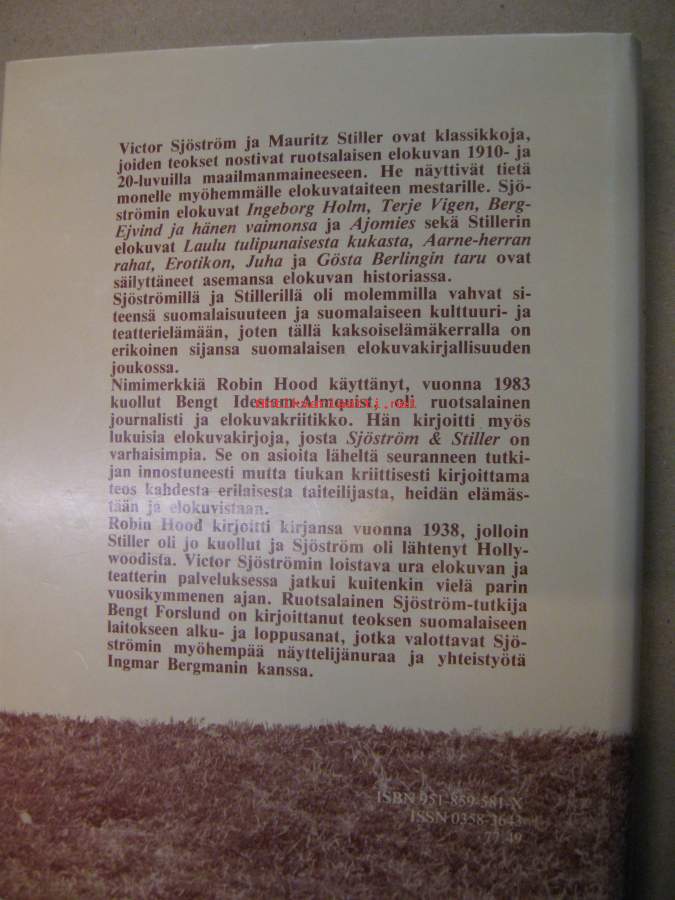 Victor Sjöström ja Mauritz Stiller ovat klassikkoja,
joiden teokset nostivat ruotsalaisen elokuvan 1910- ja
20-luvuilla maailmanmaineeseen. He näyttivät tietä
monelle myöhemmälle elokuvataiteen mestarille. Sjö-
strömin elokuvat Ingeborg Holm, Terje Vigen, Berg-
Ejvind ja hänen vaimonsa ja Ajomies sekä Stillerin
elokuvat Laulu tulipunaisesta kukasta, Aarne-herran
rahat, Erotikon, Juha ja Gösta Berlingin taru ovat
säilyttäneet asemansa elokuvan historiassa.
Sjöströmillä ja Stillerillä oli molemmilla vahvat si-
teensä suomalaisuuteen ja suomalaiseen kulttuuri- ja
teatterielämään, joten tällä kaksoiselämäkerralla on
erikoinen sijansa suomalaisen elokuvakirjallisuuden
joukossa.
Nimimerkkiä Robin Hood käyttänyt, vuonna 1983
kuollut Bengt Idestam-Almquist, oli ruotsalainen
journalisti ja elokuvakriitikko. Hän kirjoitti myös
lukuisia elokuvakirjoja, josta Sjöström & Stiller on
varhaisimpia. Se on asioita läheltä seuranneen tutki-
jan innostuneesti mutta tiukan kriittisesti kirjoittama
teos kahdesta erilaisesta taiteilijasta, heidän elämäs-
tään ja elokuvistaan.
Robin Hood kirjoitti kirjansa vuonna 1938, jolloin
Stiller oli jo kuollut ja Sjöström oli lähtenyt Holly-
woodista. Victor Sjöströmin loistava ura elokuvan ja
teatterin palveluksessa jatkui kuitenkin vielä parin
vuosikymmenen ajan. Ruotsalainen Sjöström-tutkija
Bengt Forslund on kirjoittanut teoksen suomalaiseen
laitokseen alku- ja loppusanat, jotka valottavat Sjö-
strömin myöhempää näyttelijänuraa ja yhteistyötä
Ingmar Bergmanin kanssa.
ISBN 951-859-581-X
ISSN 0358-3643
77.49